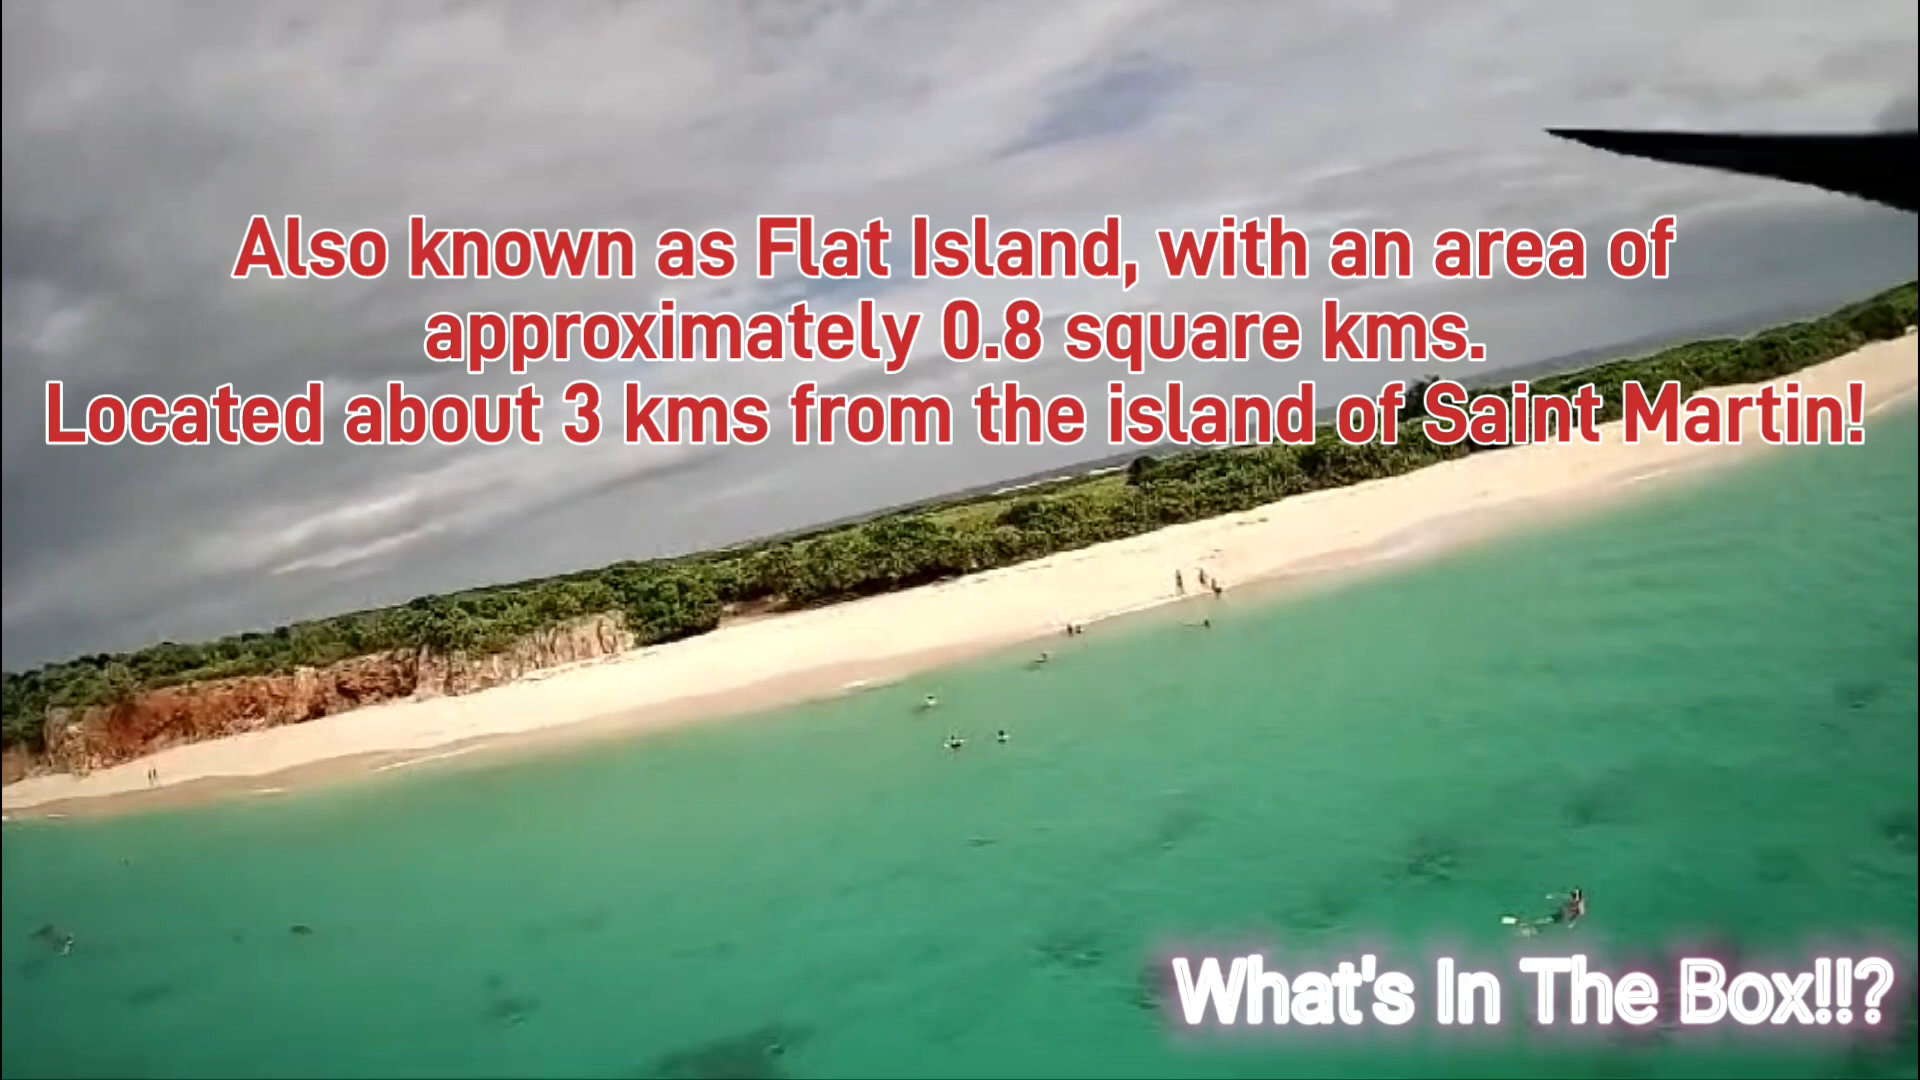 Also known as Flat Island, with an area of
approximately 0.8 square kms.
Located about 3 kms from the island of Saint Martin!
What's In The Box!!?